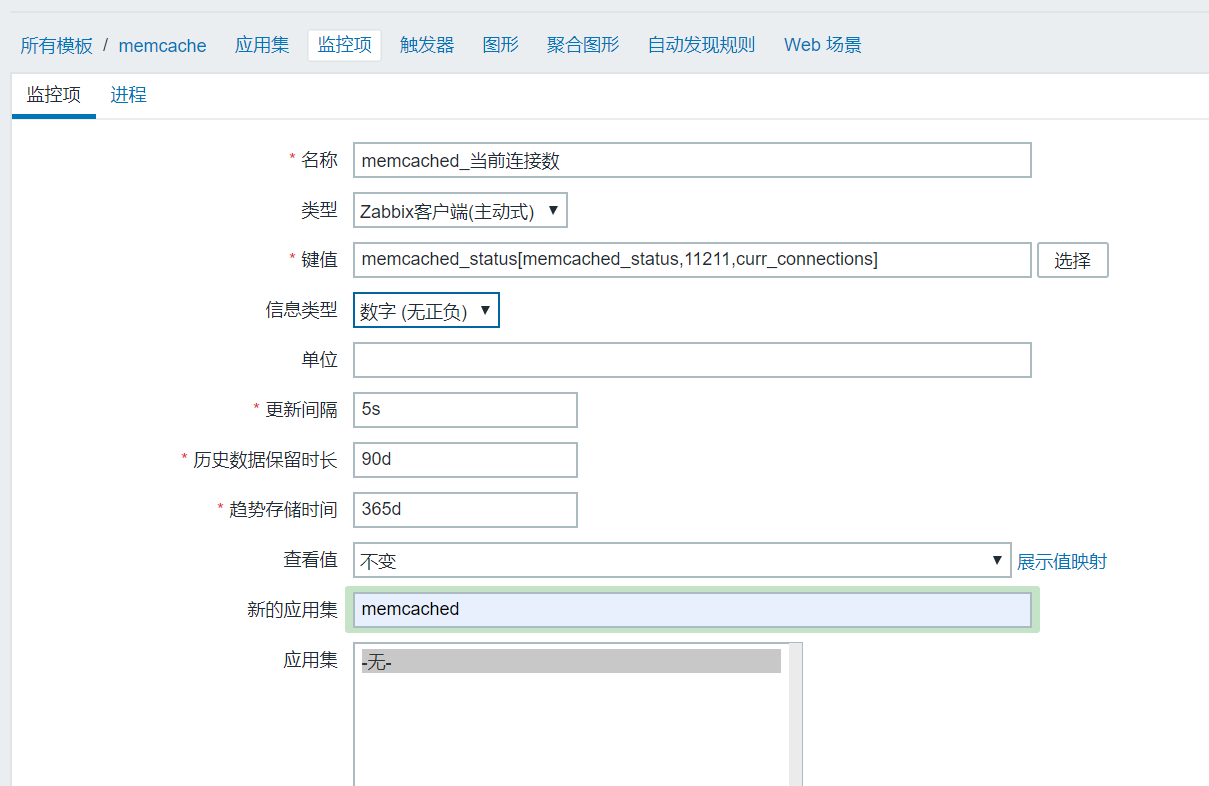 所有模板 / memcache 应用集 监控项 触发器 图形 聚合图形 自动发现规则 Web 场景
监控项 进程
* 名称 memcached_当前连接数
类型 Zabbix客户端(主动式) ▼
* 键值 memcached_status[memcached_status,11211,curr_connections] 选择
信息类型 数字 (无正负) ▼
单位
* 更新间隔 5s
* 历史数据保留时长 90d
* 趋势存储时间 365d
查看值 不变 ▼ 展示值映射
新的应用集 memcached
应用集 -无-